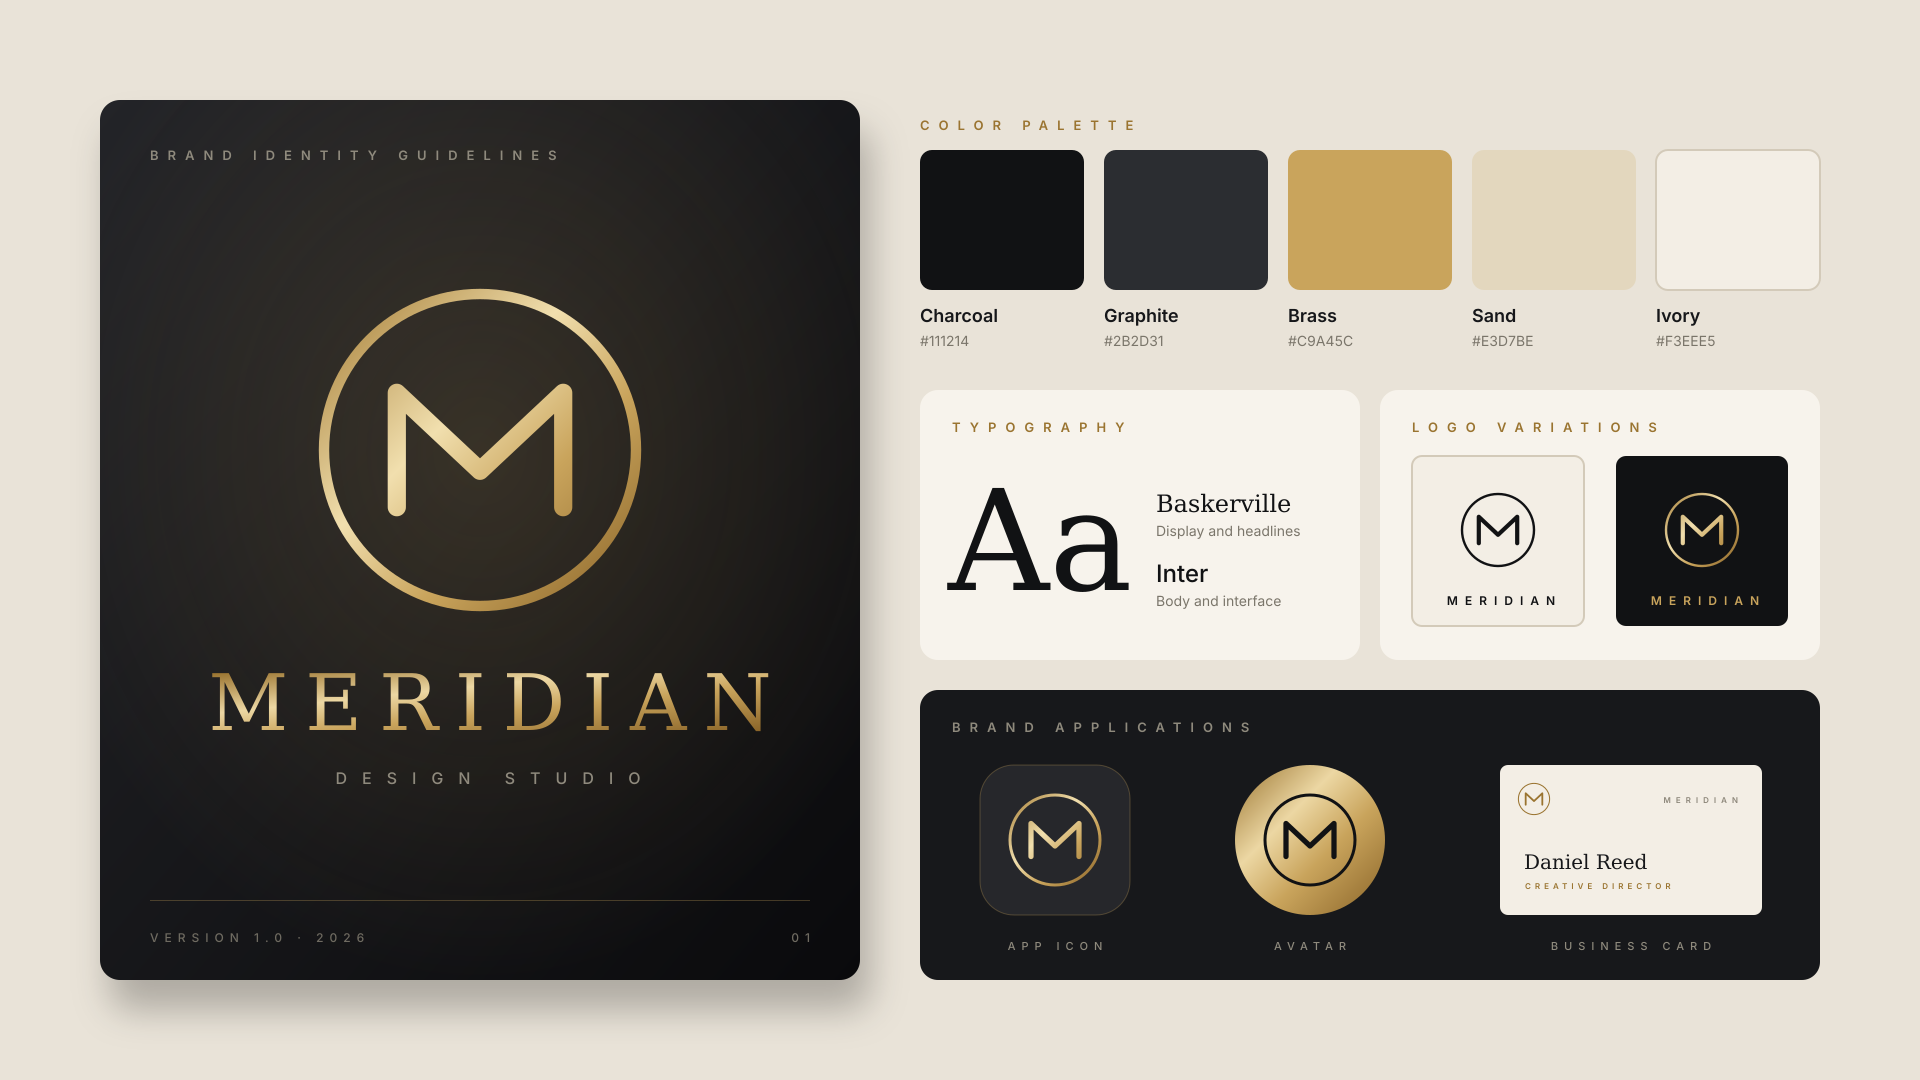 BRAND IDENTITY GUIDELINES
M
MERIDIAN
DESIGN STUDIO
VERSION 1.0 · 2026
01
COLOR PALETTE
Charcoal
#111214
Graphite
#2B2D31
Brass
#C9A45C
Sand
#E3D7BE
Ivory
#F3EEE5
TYPOGRAPHY
Aa
Baskerville
Display and headlines
Inter
Body and interface
LOGO VARIATIONS
M
MERIDIAN
M
MERIDIAN
BRAND APPLICATIONS
M
APP ICON
M
AVATAR
M
MERIDIAN
Daniel Reed
CREATIVE DIRECTOR
BUSINESS CARD